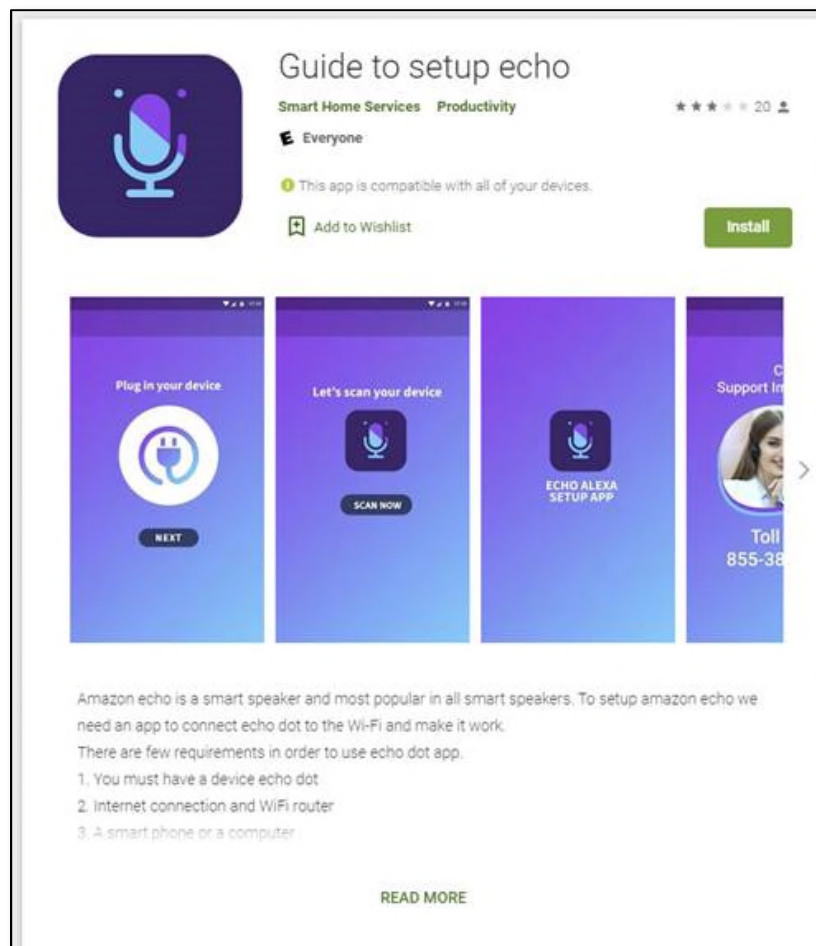 Guide to setup echo
Smart Home Services Productivity 20
E Everyone
This app is compatible with all of your devices.
Add to Wishlist
Install
Plug in your device
NEXT
Let's scan your device
SCAN NOW
ECHO ALEXA
SETUP APP
C
Support Im
Toll
855-38
Amazon echo is a smart speaker and most popular in all smart speakers. To setup amazon echo we
need an app to connect echo dot to the Wi-Fi and make it work.
There are few requirements in order to use echo dot app.
1. You must have a device echo dot
2. Internet connection and WiFi router
3. A smart phone or a computer
READ MORE